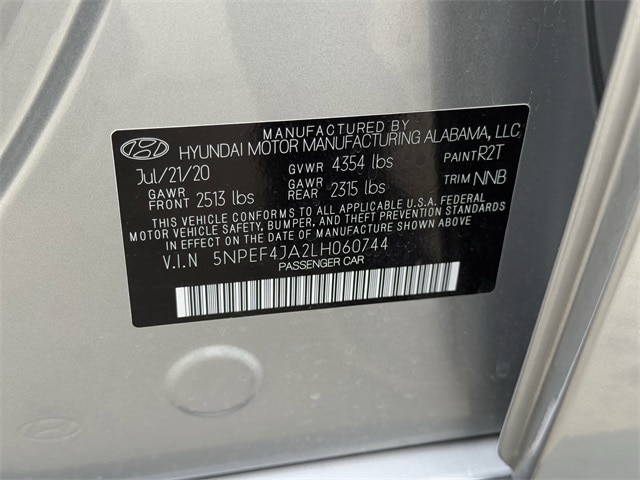 MANUFACTURED BY
HYUNDAI MOTOR MANUFACTURING ALABAMA, LLC
Jul/21/20 GVWR 4354 lbs PAINT R2T
GAWR FRONT 2513 lbs GAWR REAR 2315 lbs TRIM NNB
THIS VEHICLE CONFORMS TO ALL APPLICABLE U.S.A. FEDERAL
MOTOR VEHICLE SAFETY, BUMPER, AND THEFT PREVENTION
STANDARDS IN EFFECT ON THE DATE OF MANUFACTURE SHOWN ABOVE
V.I.N 5NPEF4JA2LH060744
PASSENGER CAR